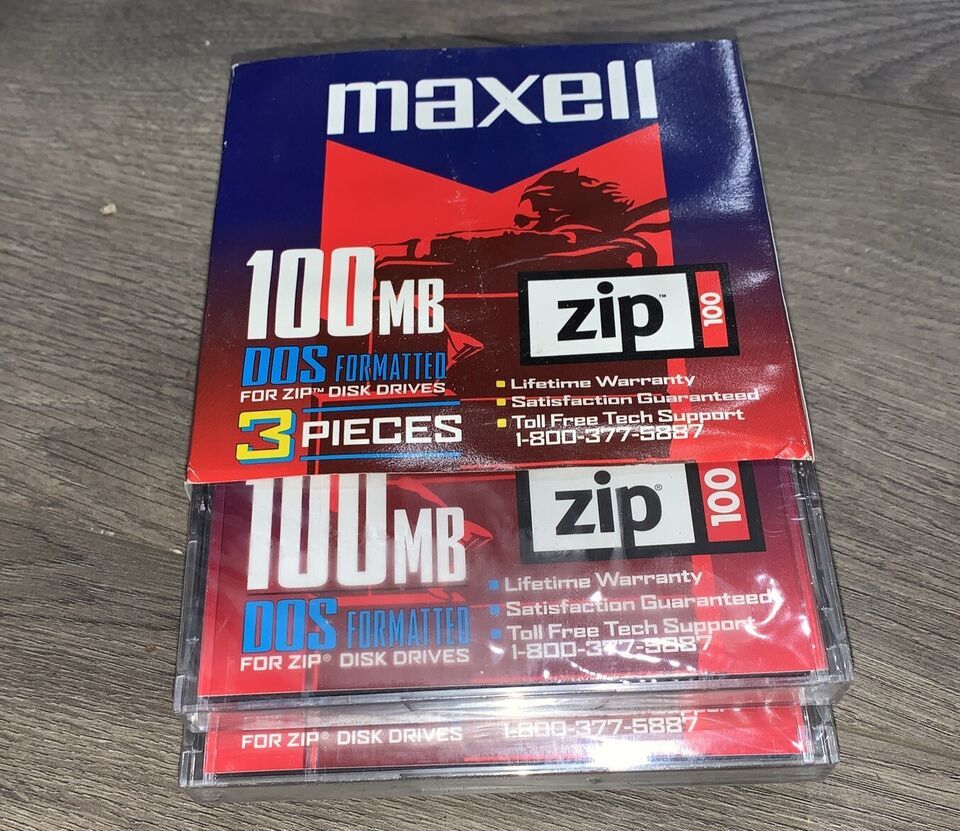 maxell
100MB
DOS FORMATTED
FOR ZIP™ DISK DRIVES
3 PIECES
zip™ 100
Lifetime Warranty
Satisfaction Guaranteed
Toll Free Tech Support
1-800-377-5887
100MB
DOS FORMATTED
FOR ZIP® DISK DRIVES
zip® 100
Lifetime Warranty
Satisfaction Guaranteed
Toll Free Tech Support
1-800-377-5887
FOR ZIP® DISK DRIVES
1-800-377-5887